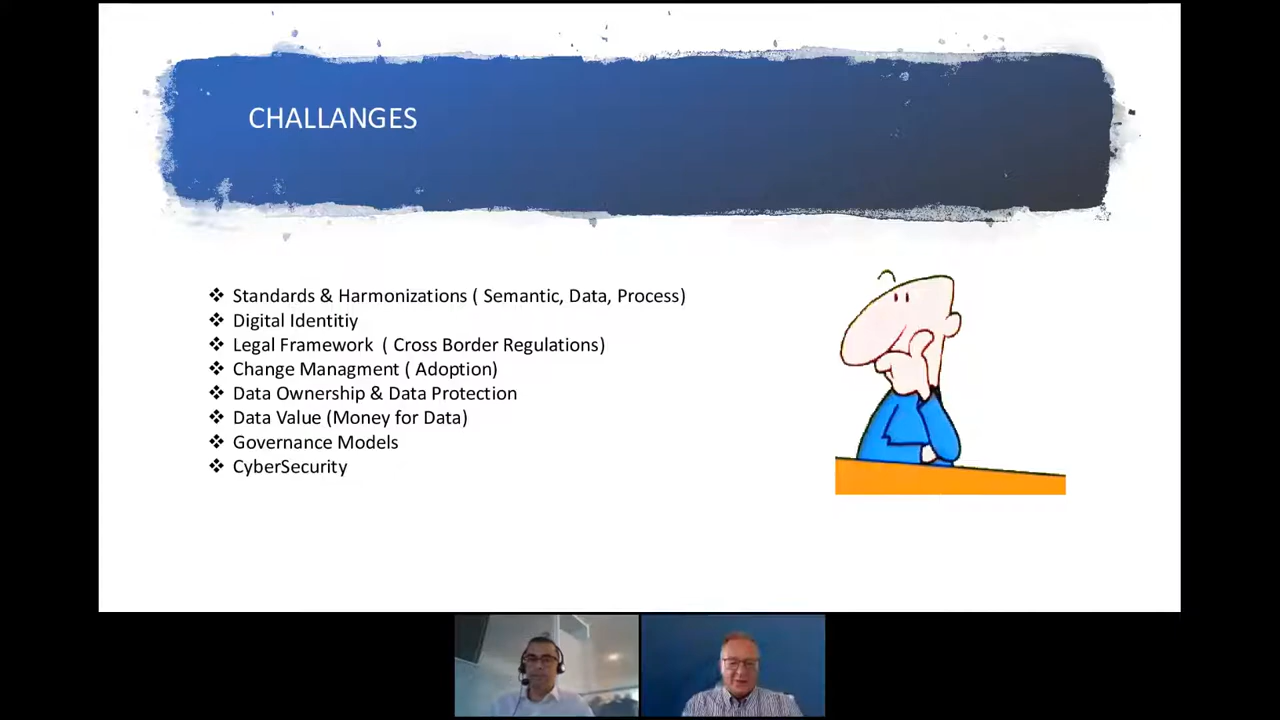 CHALLANGES
❖ Standards & Harmonizations ( Semantic, Data, Process)
❖ Digital Identitiy
❖ Legal Framework  ( Cross Border Regulations)
❖ Change Managment ( Adoption)
❖ Data Ownership & Data Protection
❖ Data Value (Money for Data)
❖ Governance Models
❖ CyberSecurity